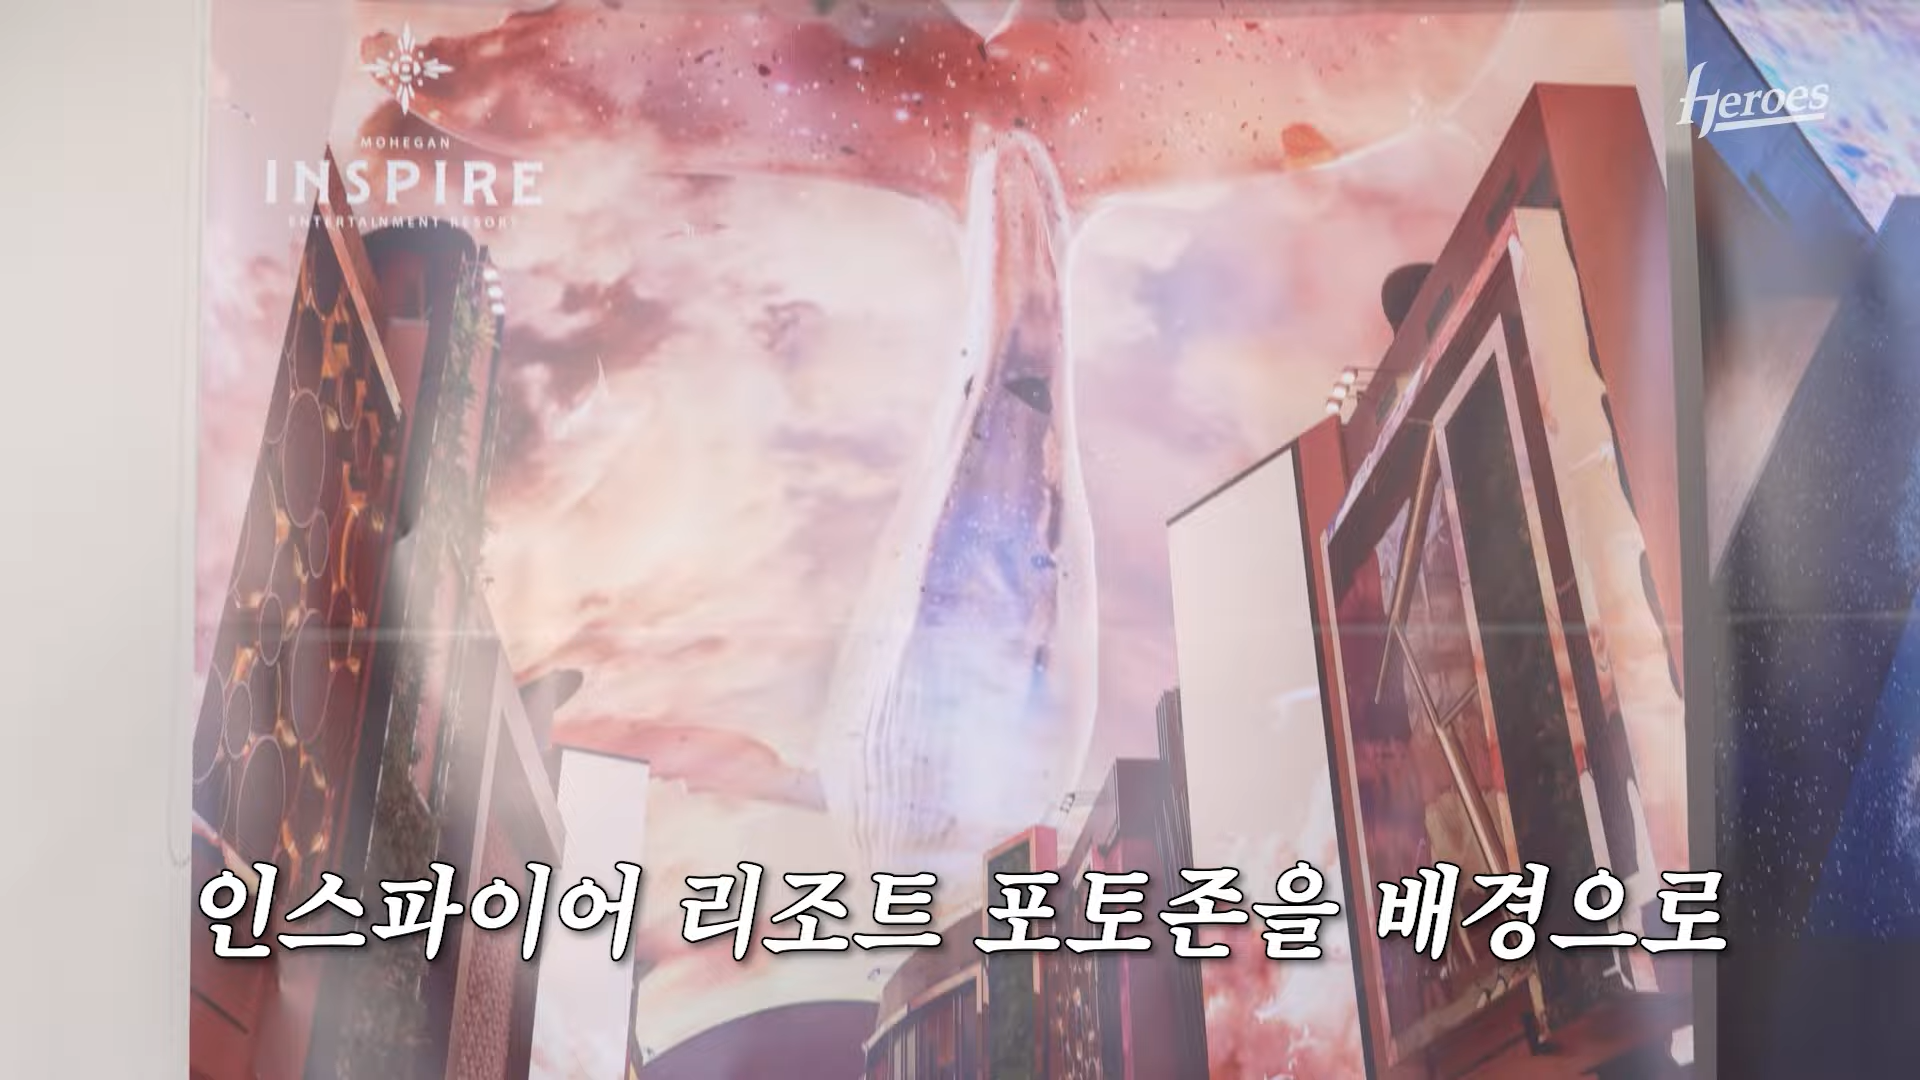 MOHEGAN
INSPIRE
ENTERTAINMENT RESORT
Heroes
인스파이어 리조트 포토존을 배경으로